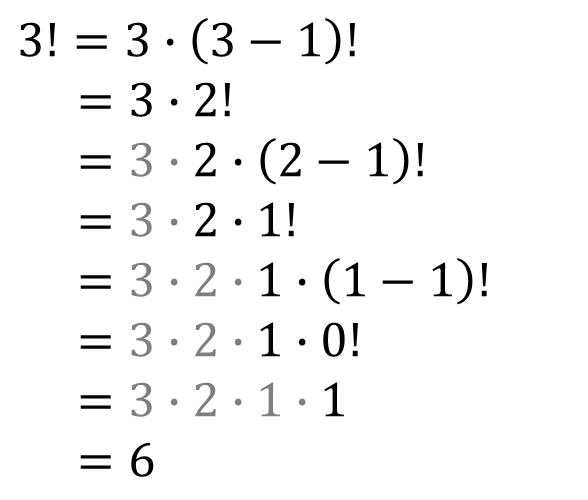 3! = 3 · (3 − 1)!
= 3 · 2!
= 3 · 2 · (2 − 1)!
= 3 · 2 · 1!
= 3 · 2 · 1 · (1 − 1)!
= 3 · 2 · 1 · 0!
= 3 · 2 · 1 · 1
= 6